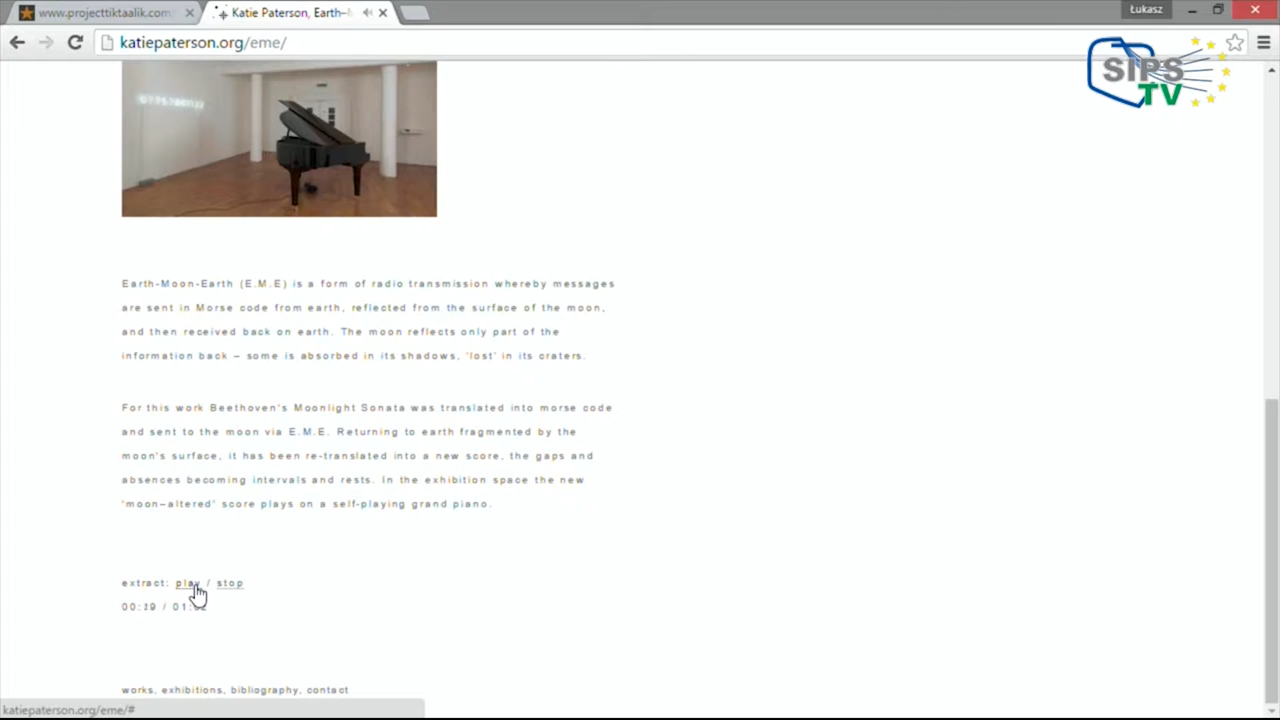 www.projecttiktaalik.com
Katie Paterson, Earth–
Łukasz
katiepaterson.org/eme/
SIPS
TV
Earth-Moon-Earth (E.M.E) is a form of radio transmission whereby messages
are sent in Morse code from earth, reflected from the surface of the moon,
and then received back on earth. The moon reflects only part of the
information back – some is absorbed in its shadows, 'lost' in its craters.
For this work Beethoven's Moonlight Sonata was translated into morse code
and sent to the moon via E.M.E. Returning to earth fragmented by the
moon's surface, it has been re-translated into a new score, the gaps and
absences becoming intervals and rests. In the exhibition space the new
'moon–altered' score plays on a self-playing grand piano.
extract: play / stop
works, exhibitions, bibliography, contact
katiepaterson.org/eme/#